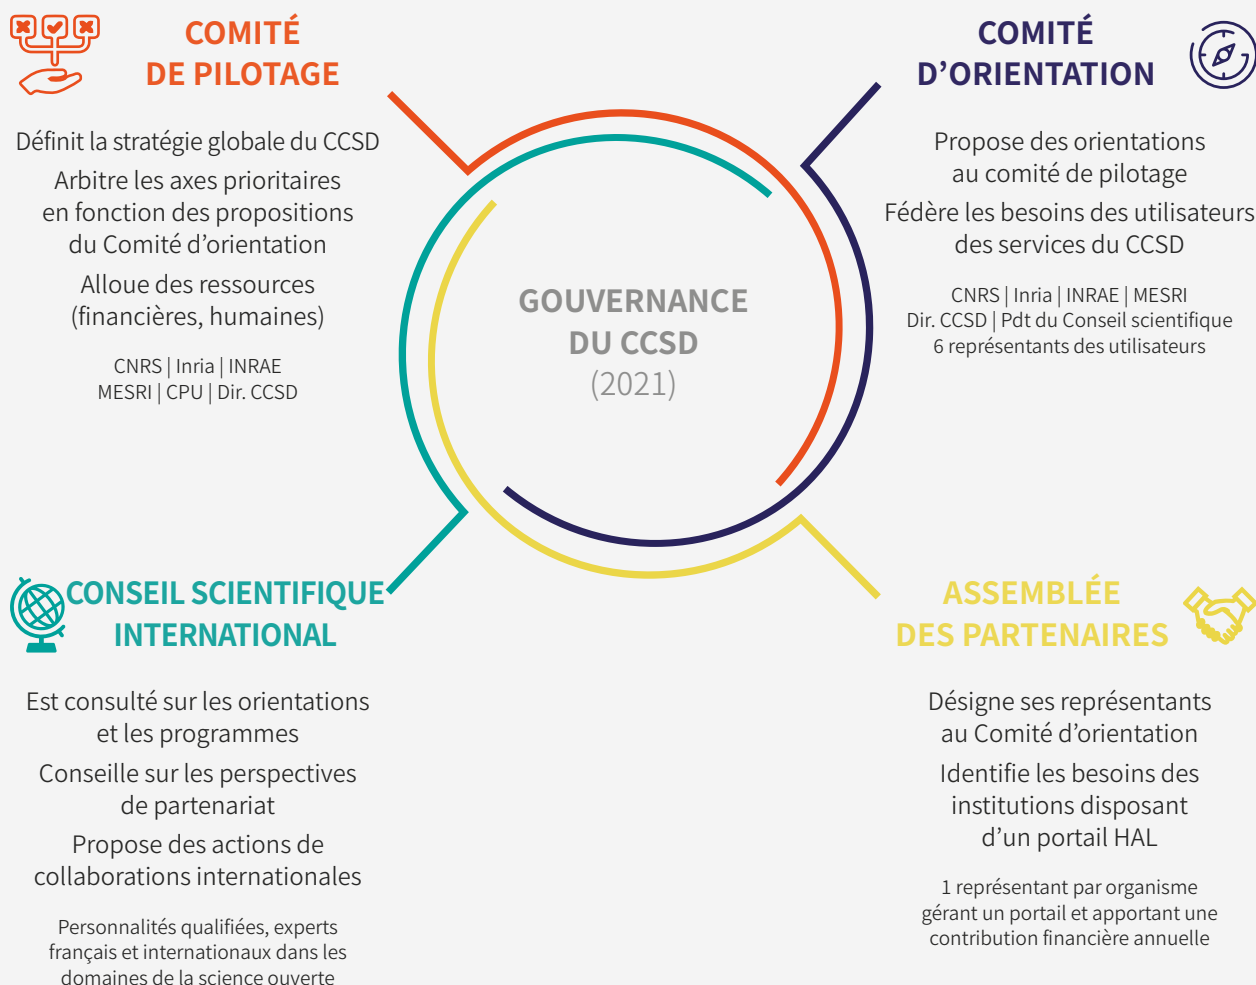 COMITÉ
DE PILOTAGE
Définit la stratégie globale du CCSD
Arbitre les axes prioritaires
en fonction des propositions
du Comité d’orientation
Alloue des ressources
(financières, humaines)
CNRS | Inria | INRAE
MESRI | CPU | Dir. CCSD
COMITÉ
D’ORIENTATION
Propose des orientations
au comité de pilotage
Fédère les besoins des utilisateurs
des services du CCSD
CNRS | Inria | INRAE | MESRI
Dir. CCSD | Pdt du Conseil scientifique
6 représentants des utilisateurs
GOUVERNANCE
DU CCSD
(2021)
CONSEIL SCIENTIFIQUE
INTERNATIONAL
Est consulté sur les orientations
et les programmes
Conseille sur les perspectives
de partenariat
Propose des actions de
collaborations internationales
Personnalités qualifiées, experts
français et internationaux dans les
domaines de la science ouverte
ASSEMBLÉE
DES PARTENAIRES
Désigne ses représentants
au Comité d’orientation
Identifie les besoins des
institutions disposant
d’un portail HAL
1 représentant par organisme
gérant un portail et apportant une
contribution financière annuelle